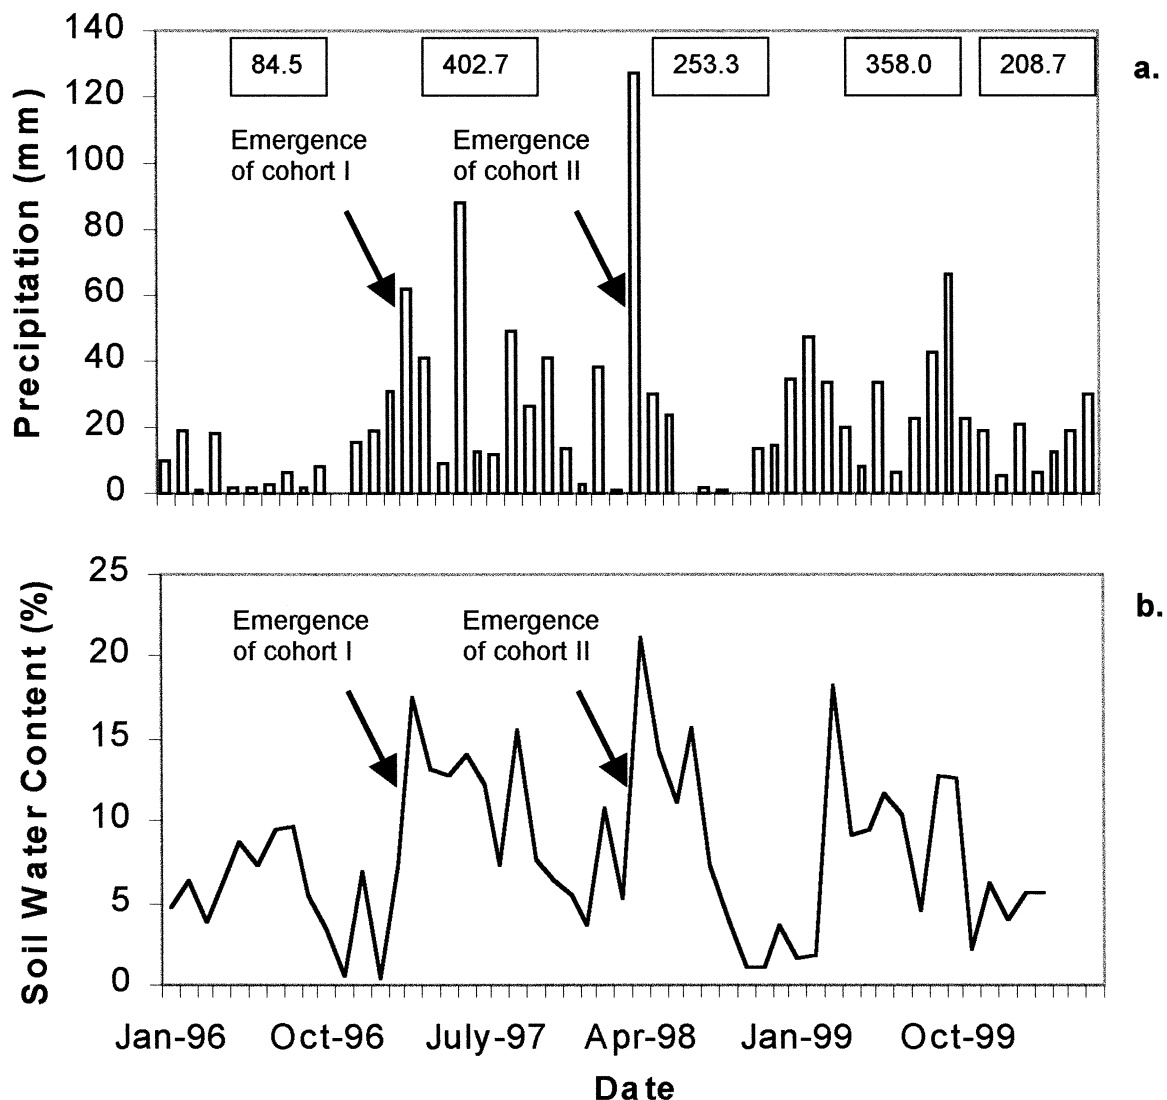 140
120
100
80
60
40
20
0
Precipitation (mm)
84.5
402.7
253.3
358.0
208.7
a.
Emergence
of cohort I
Emergence
of cohort II
25
20
15
10
5
0
Soil Water Content (%)
b.
Emergence
of cohort I
Emergence
of cohort II
Jan-96
Oct-96
July-97
Apr-98
Jan-99
Oct-99
Date